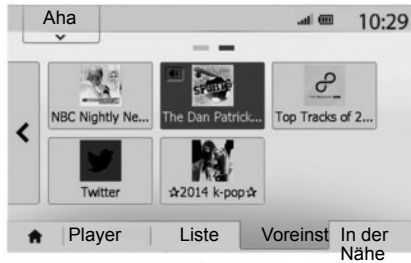 Aha
10:29
NBC Nightly Ne...
The Dan Patrick...
Top Tracks of 2...
Twitter
☆2014 k-pop☆
Player
Liste
Voreinst
In der
Nähe